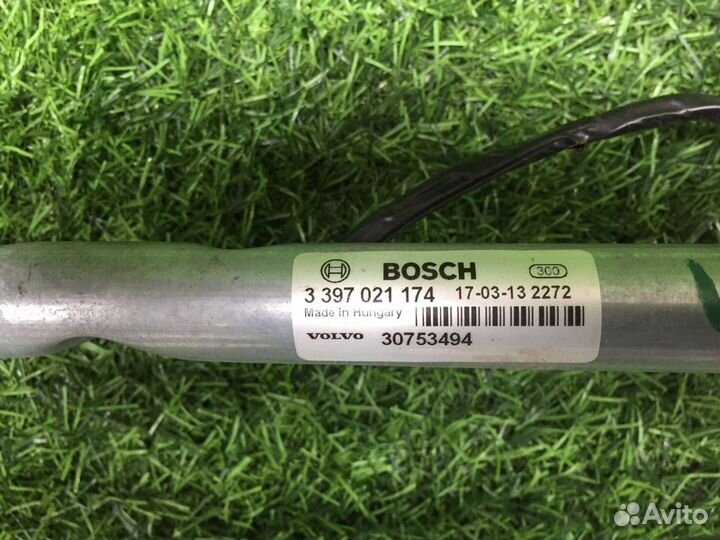 BOSCH 300
3 397 021 174 17-03-13 2272
Made in Hungary
VOLVO 30753494
Avito